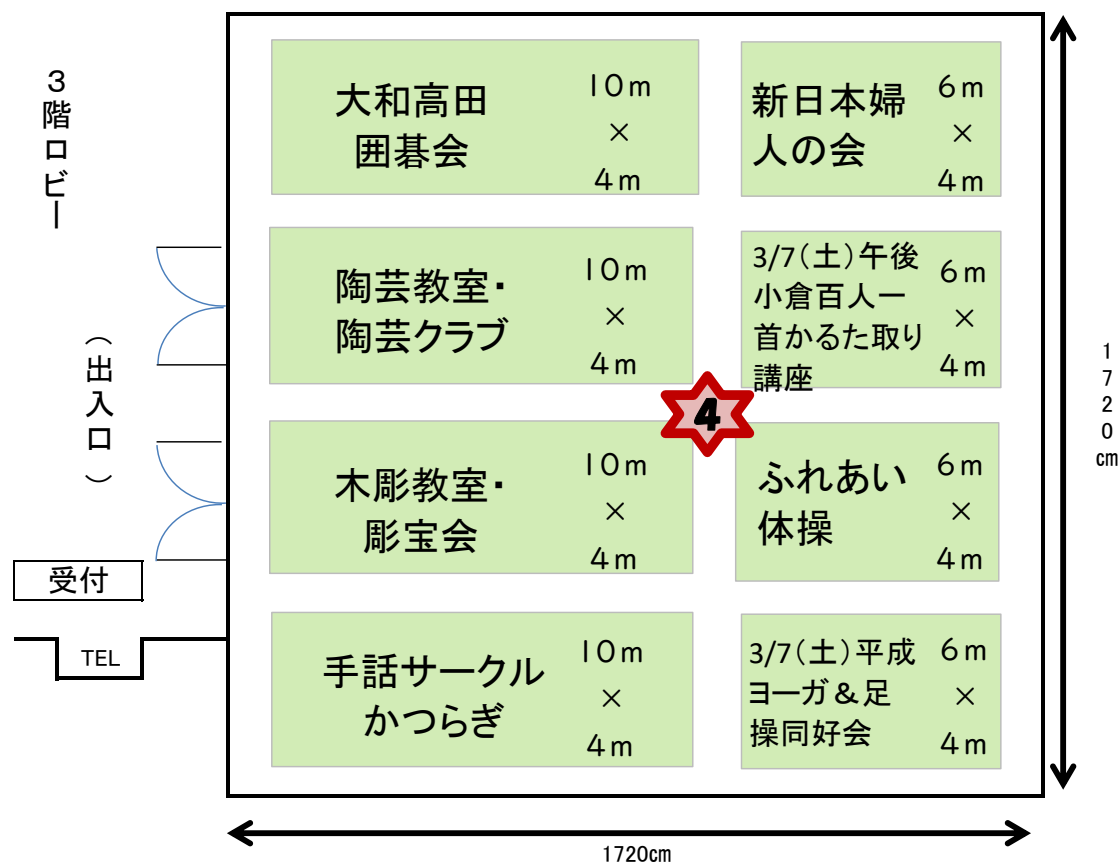 3階ロビー
（出入口）
受付
TEL
大和高田
囲碁会
10m
×
4m
新日本婦
人の会
6m
×
4m
陶芸教室・
陶芸クラブ
10m
×
4m
3/7(土)午後
小倉百人一
首かるた取り
講座
6m
×
4m
4
木彫教室・
彫宝会
10m
×
4m
ふれあい
体操
6m
×
4m
手話サークル
かつらぎ
10m
×
4m
3/7(土)平成
ヨーガ＆足
操同好会
6m
×
4m
1720㎝
1720㎝